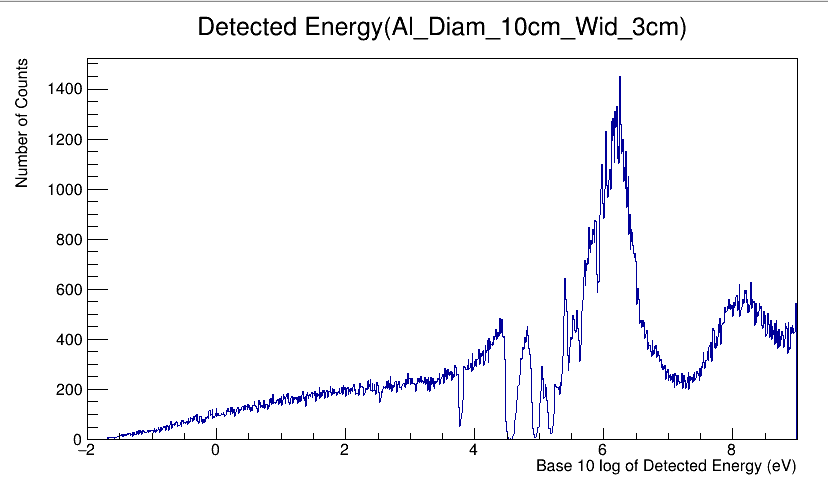 Detected Energy(Al_Diam_10cm_Wid_3cm)
Number of Counts
1400
1200
1000
800
600
400
200
0
−2 0 2 4 6 8
Base 10 log of Detected Energy (eV)